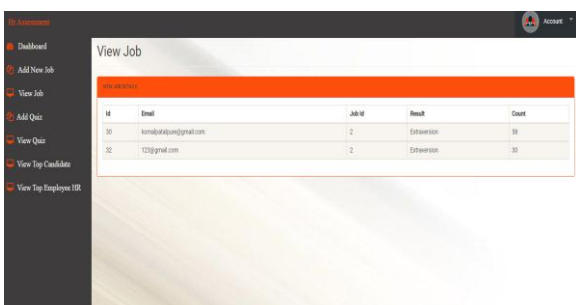 Hr Assessment
Account
Dashboard
View Job
Add New Job
View Job
Add Quiz
View Quiz
View Top Candidate
View Top Employee HR
Id Email Job Id Result Count
30 komalpatalpure@gmail.com 2 Extraversion
32 123@gmail.com 2 Extraversion 30